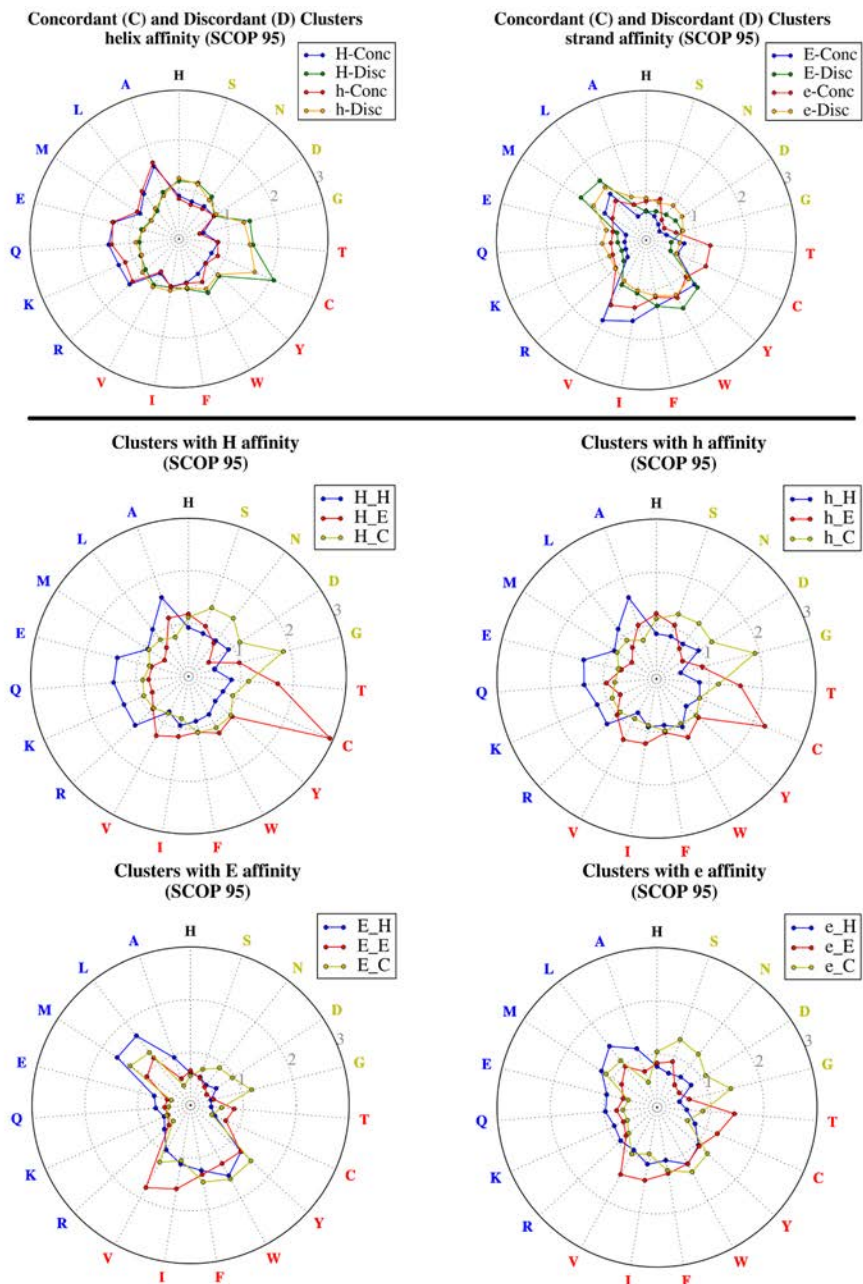 Concordant (C) and Discordant (D) Clusters
helix affinity (SCOP 95)
H-Conc
H-Disc
h-Conc
h-Disc
H
S
N
D
G
T
C
Y
W
F
I
V
R
K
Q
E
M
L
A
1
2
3
Concordant (C) and Discordant (D) Clusters
strand affinity (SCOP 95)
E-Conc
E-Disc
e-Conc
e-Disc
H
S
N
D
G
T
C
Y
W
F
I
V
R
K
Q
E
M
L
A
1
2
3
Clusters with H affinity
(SCOP 95)
H_H
H_E
H_C
H
S
N
D
G
T
C
Y
W
F
I
V
R
K
Q
E
M
L
A
1
2
3
Clusters with h affinity
(SCOP 95)
h_H
h_E
h_C
H
S
N
D
G
T
C
Y
W
F
I
V
R
K
Q
E
M
L
A
1
2
3
Clusters with E affinity
(SCOP 95)
E_H
E_E
E_C
H
S
N
D
G
T
C
Y
W
F
I
V
R
K
Q
E
M
L
A
1
2
3
Clusters with e affinity
(SCOP 95)
e_H
e_E
e_C
H
S
N
D
G
T
C
Y
W
F
I
V
R
K
Q
E
M
L
A
1
2
3